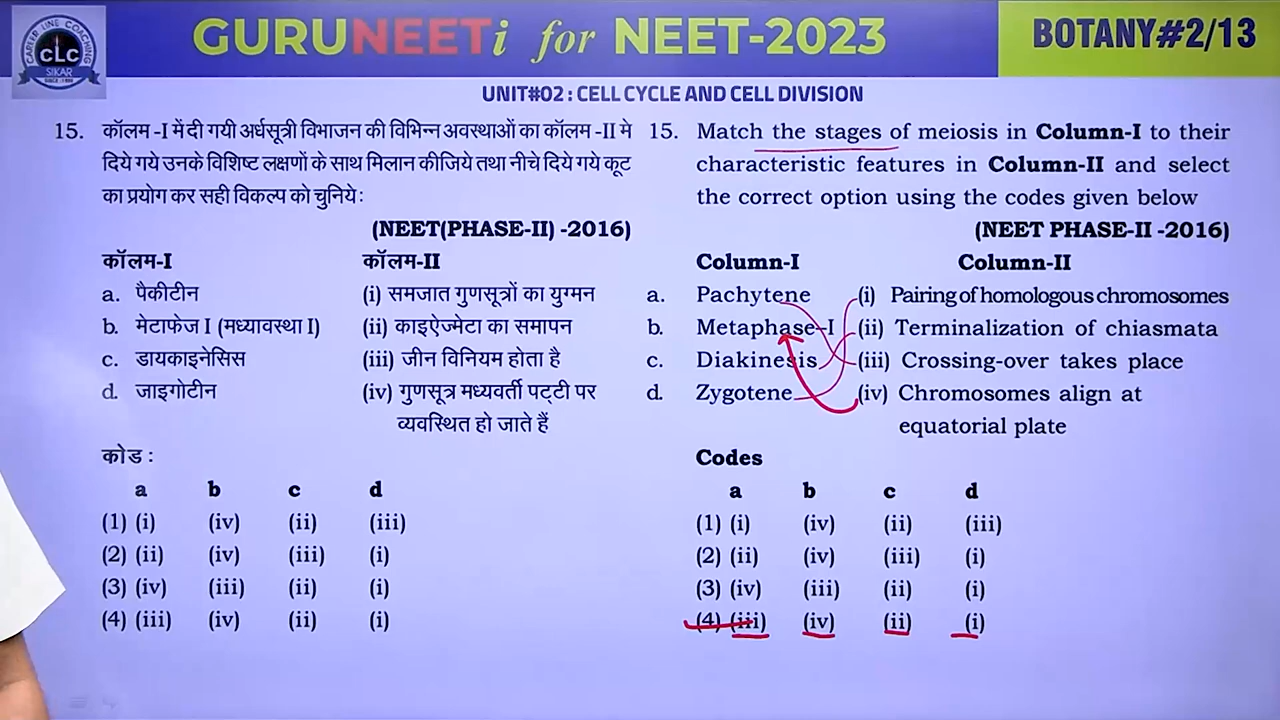 CAREER LINE COACHING
CLC
SIKAR
SINCE : 1996
GURUNEETi for NEET-2023
BOTANY#2/13
UNIT#02 : CELL CYCLE AND CELL DIVISION
15. कॉलम -I में दी गयी अर्धसूत्री विभाजन की विभिन्न अवस्थाओं का कॉलम -II मे
दिये गये उनके विशिष्ट लक्षणों के साथ मिलान कीजिये तथा नीचे दिये गये कूट
का प्रयोग कर सही विकल्प को चुनिये :
(NEET(PHASE-II) -2016)
कॉलम-I कॉलम-II
a. पैकीटीन (i) समजात गुणसूत्रों का युग्मन
b. मेटाफेज I (मध्यावस्था I) (ii) काइऐज्मेटा का समापन
c. डायकाइनेसिस (iii) जीन विनियम होता है
d. जाइगोटीन (iv) गुणसूत्र मध्यवर्ती पट्टी पर
व्यवस्थित हो जाते हैं
कोड :
a b c d
(1) (i) (iv) (ii) (iii)
(2) (ii) (iv) (iii) (i)
(3) (iv) (iii) (ii) (i)
(4) (iii) (iv) (ii) (i)
15. Match the stages of meiosis in Column-I to their
characteristic features in Column-II and select
the correct option using the codes given below
(NEET PHASE-II -2016)
Column-I Column-II
a. Pachytene (i) Pairing of homologous chromosomes
b. Metaphase-I (ii) Terminalization of chiasmata
c. Diakinesis (iii) Crossing-over takes place
d. Zygotene (iv) Chromosomes align at
equatorial plate
Codes
a b c d
(1) (i) (iv) (ii) (iii)
(2) (ii) (iv) (iii) (i)
(3) (iv) (iii) (ii) (i)
(4) (iii) (iv) (ii) (i)